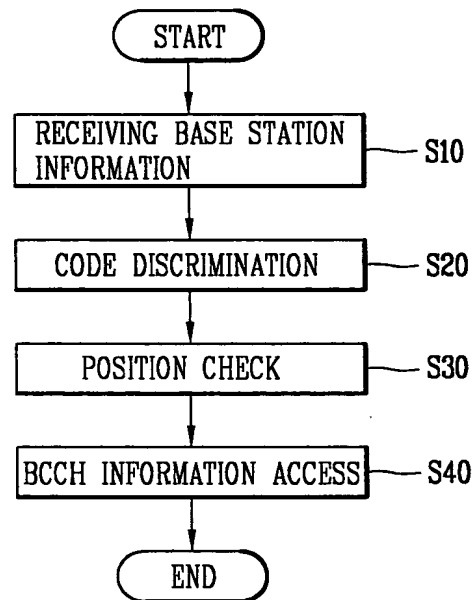 START
RECEIVING BASE STATION
INFORMATION
S10
CODE DISCRIMINATION
S20
POSITION CHECK
S30
BCCH INFORMATION ACCESS
S40
END